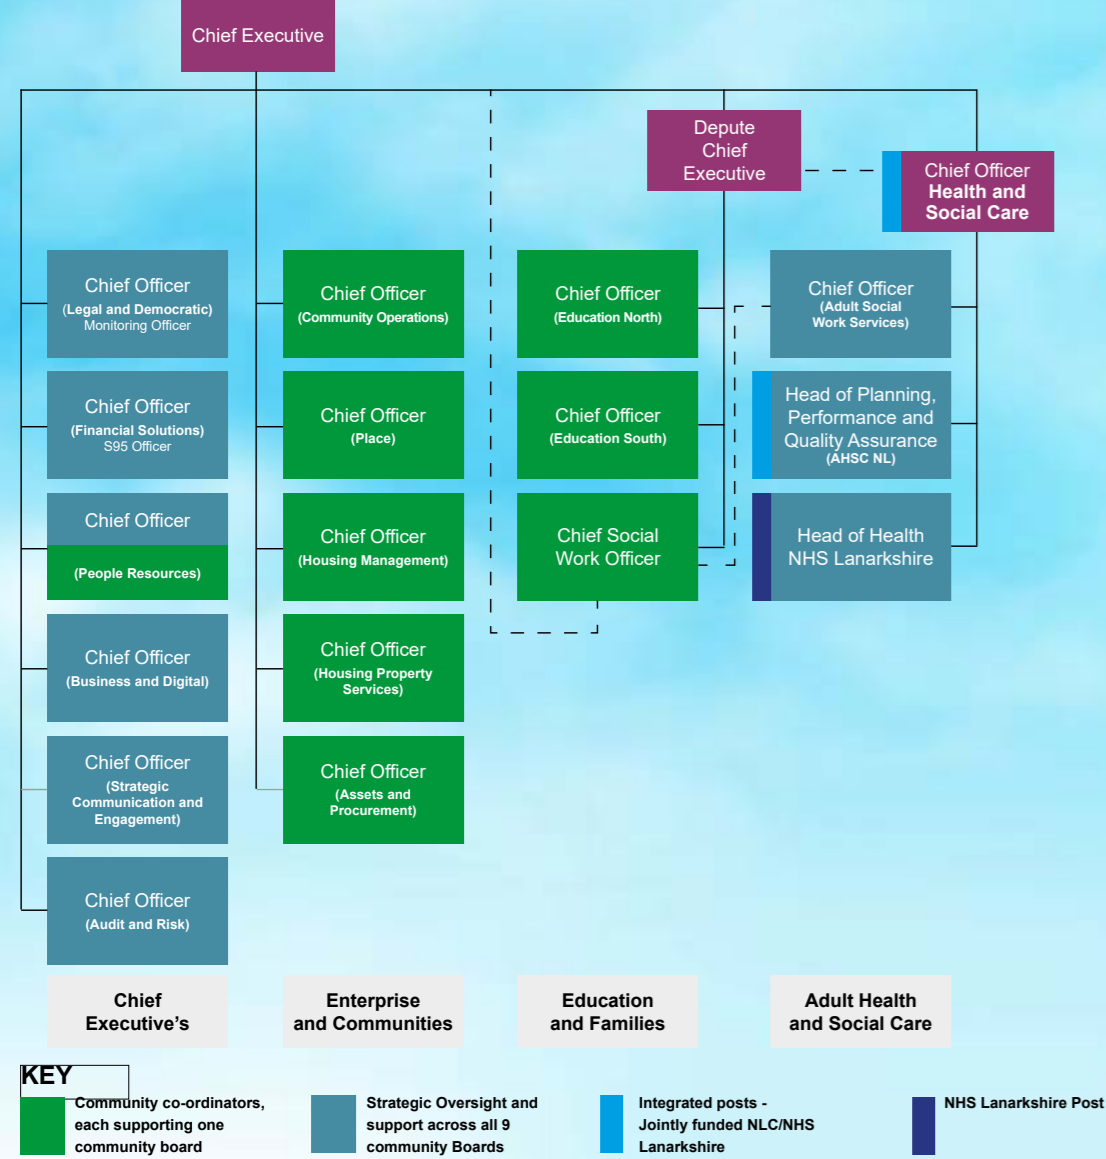 Chief Executive
Depute
Chief
Executive
Chief Officer
Health and
Social Care
Chief Officer
(Legal and Democratic)
Monitoring Officer
Chief Officer
(Financial Solutions)
S95 Officer
Chief Officer
(People Resources)
Chief Officer
(Business and Digital)
Chief Officer
(Strategic
Communication and
Engagement)
Chief Officer
(Audit and Risk)
Chief
Executive's
Chief Officer
(Community Operations)
Chief Officer
(Place)
Chief Officer
(Housing Management)
Chief Officer
(Housing Property
Services)
Chief Officer
(Assets and
Procurement)
Enterprise
and Communities
Chief Officer
(Education North)
Chief Officer
(Education South)
Chief Social
Work Officer
Education
and Families
Chief Officer
(Adult Social
Work Services)
Head of Planning,
Performance and
Quality Assurance
(AHSC NL)
Head of Health
NHS Lanarkshire
Adult Health
and Social Care
KEY
Community co-ordinators,
each supporting one
community board
Strategic Oversight and
support across all 9
community Boards
Integrated posts -
Jointly funded NLC/NHS
Lanarkshire
NHS Lanarkshire Post